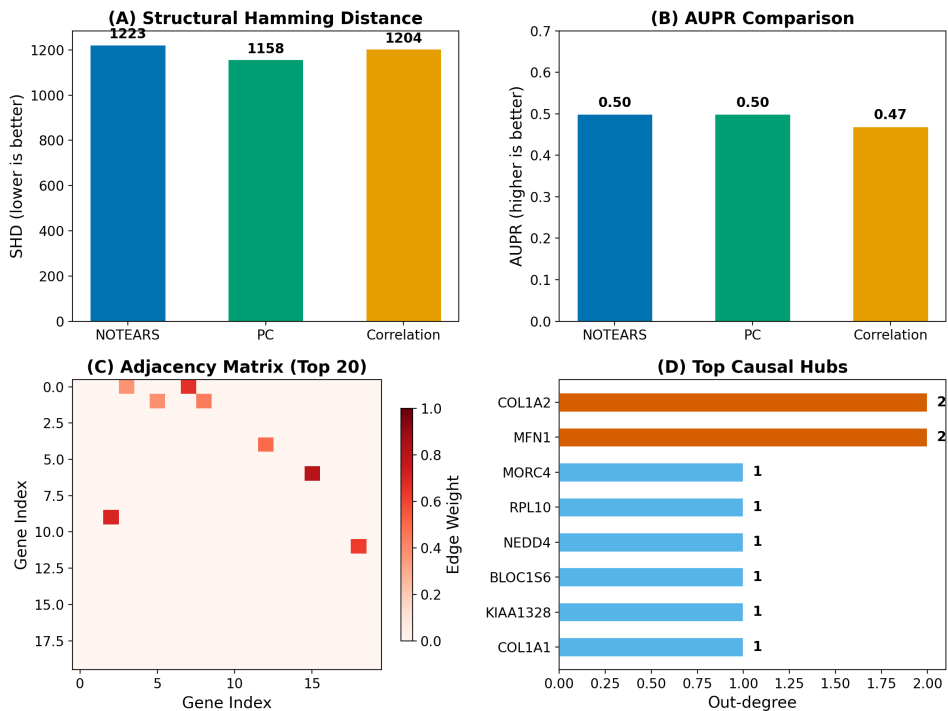 (A) Structural Hamming Distance
1223
1158
1204
SHD (lower is better)
1200
1000
800
600
400
200
0
NOTEARS
PC
Correlation
(B) AUPR Comparison
0.50
0.50
0.47
AUPR (higher is better)
0.7
0.6
0.5
0.4
0.3
0.2
0.1
0.0
NOTEARS
PC
Correlation
(C) Adjacency Matrix (Top 20)
Gene Index
0.0
2.5
5.0
7.5
10.0
12.5
15.0
17.5
0
5
10
15
Gene Index
1.0
0.8
0.6
0.4
0.2
0.0
Edge Weight
(D) Top Causal Hubs
COL1A2 2
MFN1 2
MORC4 1
RPL10 1
NEDD4 1
BLOC1S6 1
KIAA1328 1
COL1A1 1
0.00 0.25 0.50 0.75 1.00 1.25 1.50 1.75 2.00
Out-degree